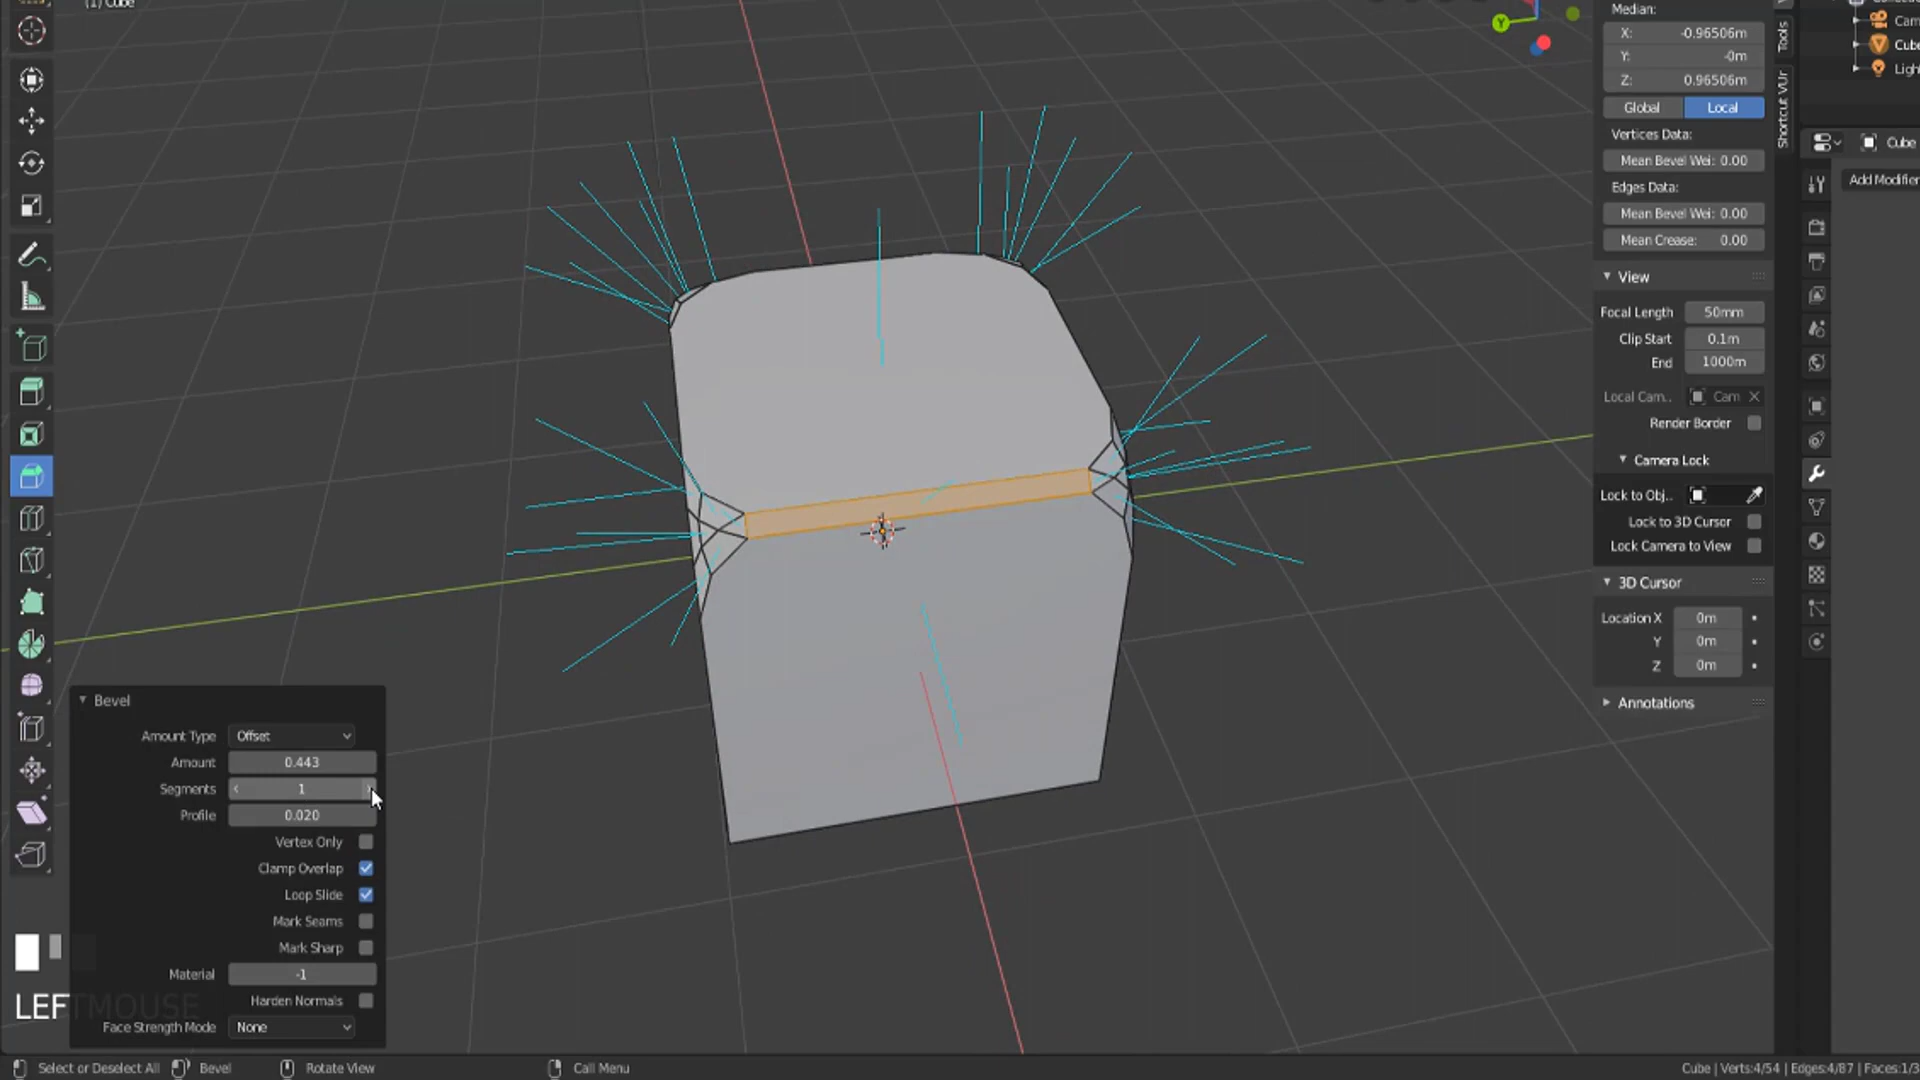 (1) Cube
Y
Median:
X: -0.96506m
Y: -0m
Z: 0.96506m
Global Local
Vertices Data:
Mean Bevel Wei: 0.00
Edges Data:
Mean Bevel Wei: 0.00
Mean Crease: 0.00
View
Focal Length 50mm
Clip Start 0.1m
End 1000m
Local Cam.. Cam
Render Border
Camera Lock
Lock to Obj..
Lock to 3D Cursor
Lock Camera to View
3D Cursor
Location X 0m
Y 0m
Z 0m
Annotations
Tools
Shortcut VUr
Cam
Cube
Ligh
Cube
Add Modifier
Bevel
Amount Type Offset
Amount 0.443
Segments 1
Profile 0.020
Vertex Only
Clamp Overlap
Loop Slide
Mark Seams
Mark Sharp
Material -1
Harden Normals
Face Strength Mode None
LEFTMOUSE
Select or Deselect All Bevel Rotate View Call Menu
Cube | Verts:4/54 | Edges:4/87 | Faces:1/3